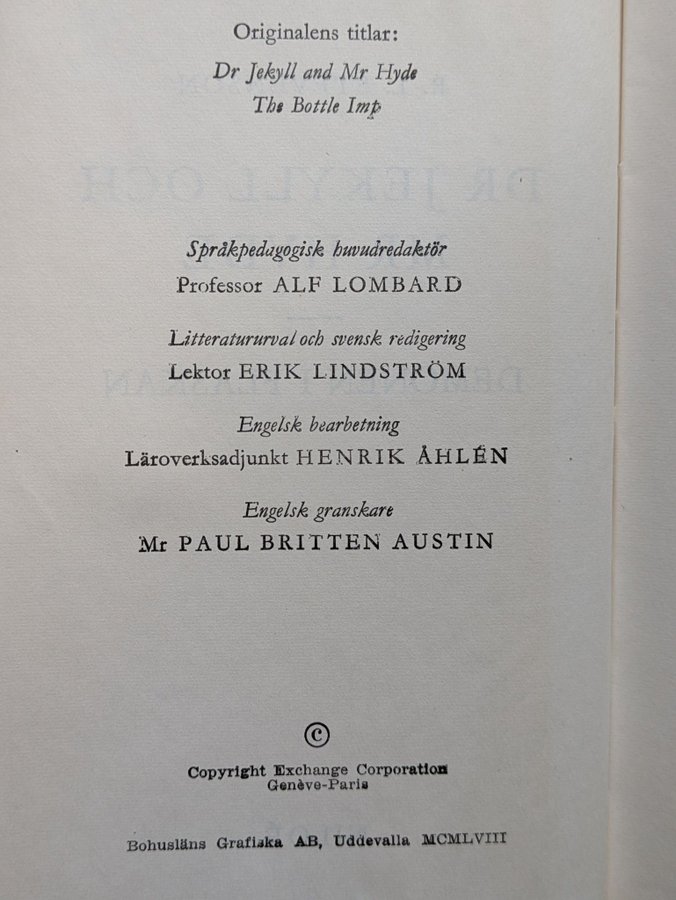 Originalens titlar:
Dr Jekyll and Mr Hyde
The Bottle Imp
Språkpedagogisk huvudredaktör
Professor ALF LOMBARD
Litteratururval och svensk redigering
Lektor ERIK LINDSTRÖM
Engelsk bearbetning
Läroverksadjunkt HENRIK ÅHLÉN
Engelsk granskare
Mr PAUL BRITTEN AUSTIN
©
Copyright Exchange Corporation
Genève-Paris
Bohusläns Grafiska AB, Uddevalla MCMLVIII